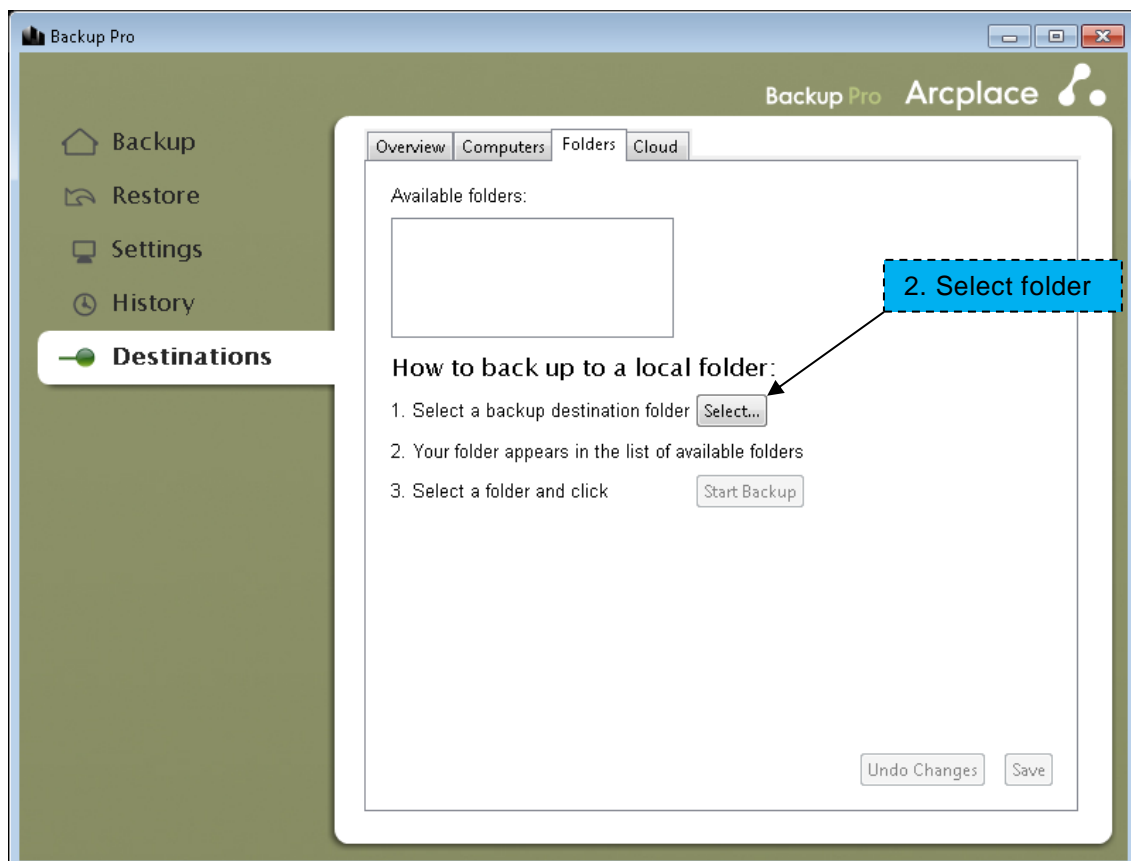 Backup Pro
Backup Pro Arcplace
Backup
Restore
Settings
History
Destinations
Overview Computers Folders Cloud
Available folders:
2. Select folder
How to back up to a local folder:
1. Select a backup destination folder Select...
2. Your folder appears in the list of available folders
3. Select a folder and click Start Backup
Undo Changes Save